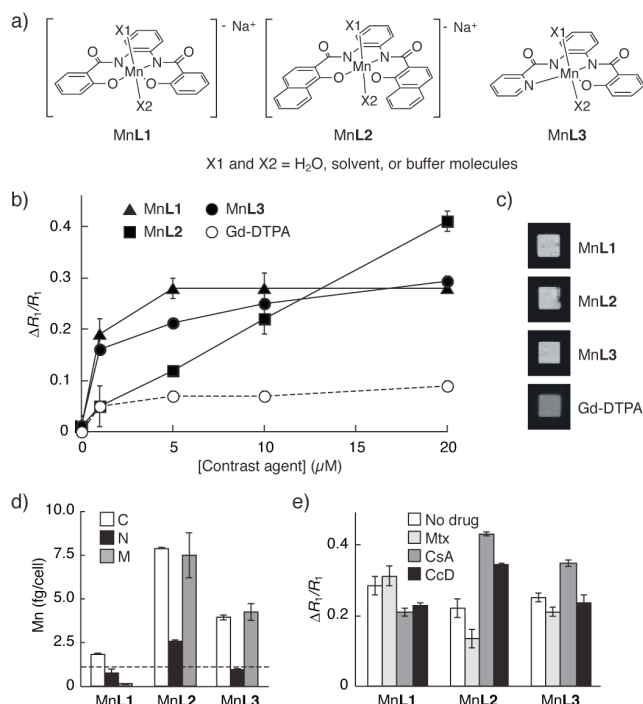 a)
X1 X1 X1
- Na⁺ - Na⁺
O N N O O N N O O N N O
Mn Mn Mn
O O O O N O
X2 X2 X2
MnL1 MnL2 MnL3
X1 and X2 = H₂O, solvent, or buffer molecules
b)
MnL1 MnL3
MnL2 Gd-DTPA
0.4
0.3
0.2
0.1
0
ΔR₁/R₁
0 5 10 15 20
[Contrast agent] (µM)
c)
MnL1
MnL2
MnL3
Gd-DTPA
d)
C
N
M
10.0
7.5
5.0
2.5
0
Mn (fg/cell)
MnL1 MnL2 MnL3
e)
No drug
Mtx
CsA
CcD
0.4
0.2
0
ΔR₁/R₁
MnL1 MnL2 MnL3